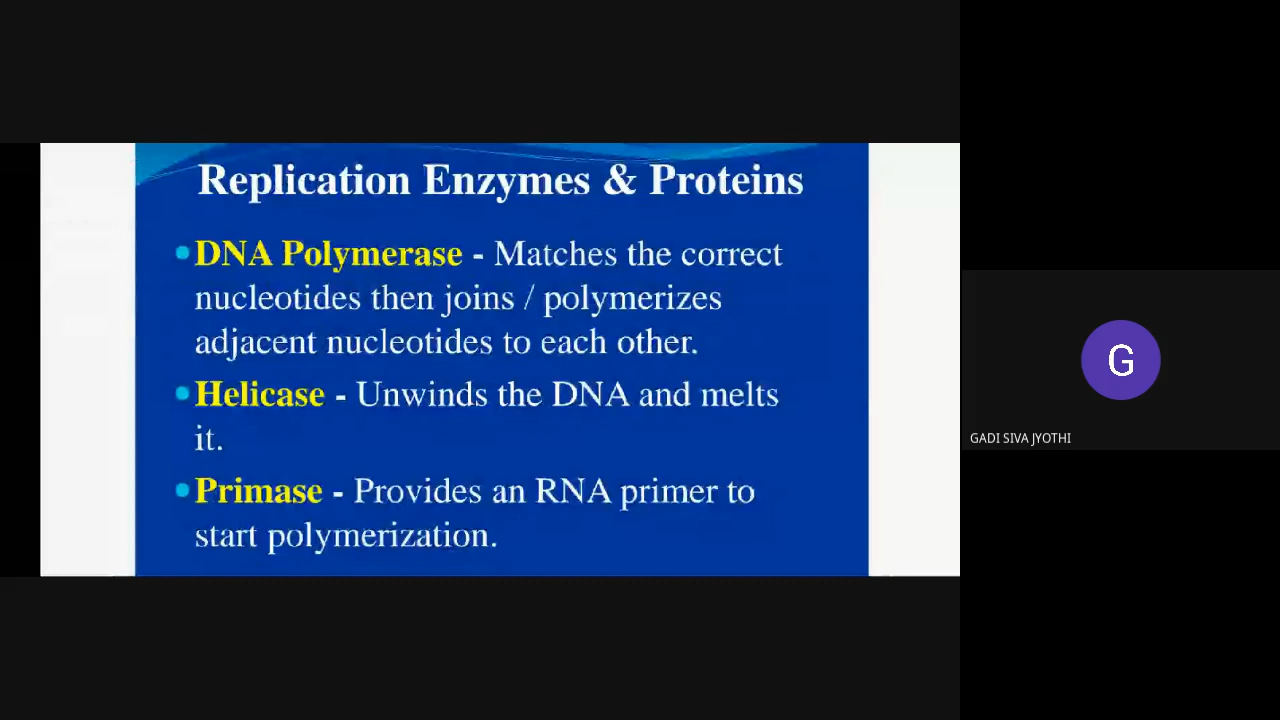 Replication Enzymes & Proteins
•DNA Polymerase - Matches the correct
nucleotides then joins / polymerizes
adjacent nucleotides to each other.
•Helicase - Unwinds the DNA and melts
it.
•Primase - Provides an RNA primer to
start polymerization.
G
GADI SIVA JYOTHI